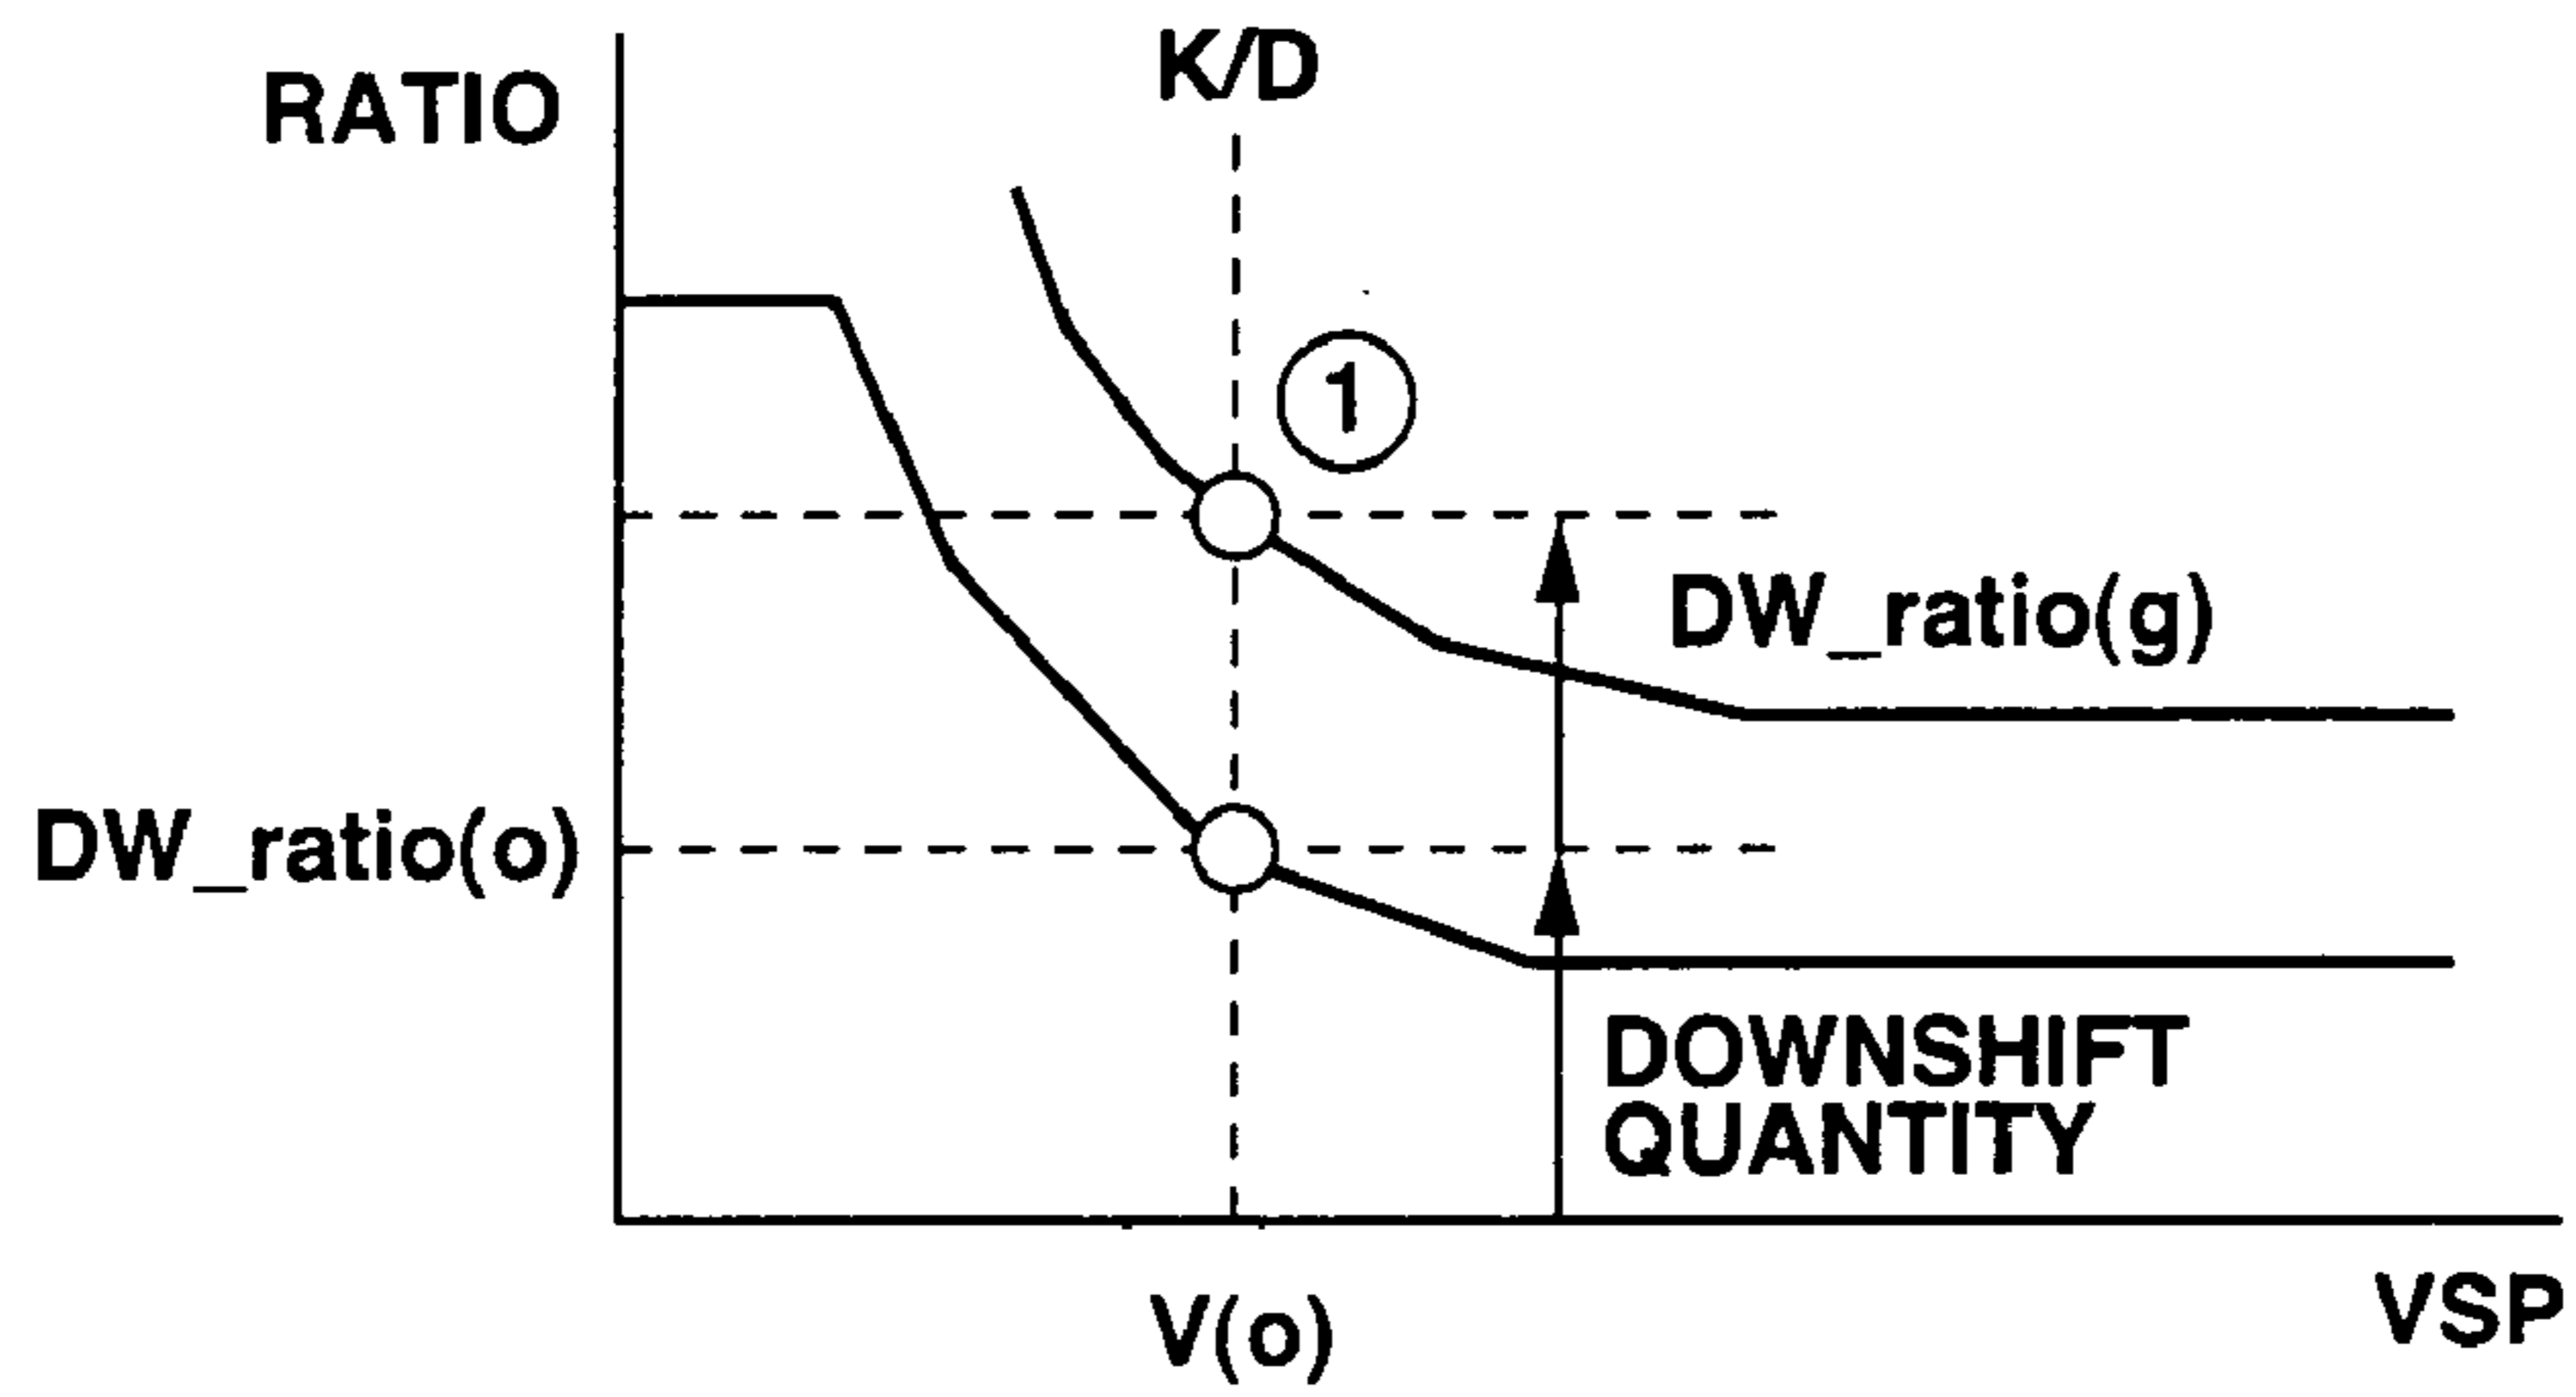 K/D
RATIO
1
DW_ratio(g)
DW_ratio(o)
DOWNSHIFT
QUANTITY
V(o)
VSP